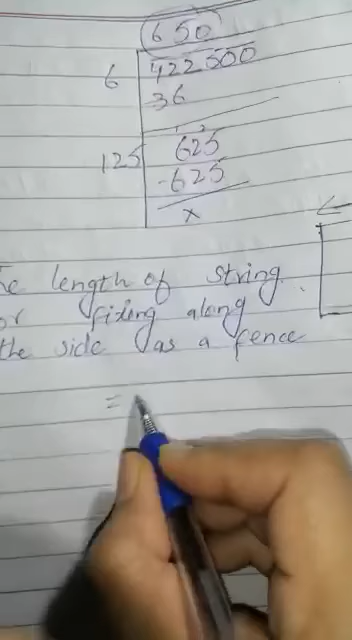 650
6 422500
36
125 625
-625
x
length of string
fixing along
the side as a fence
=